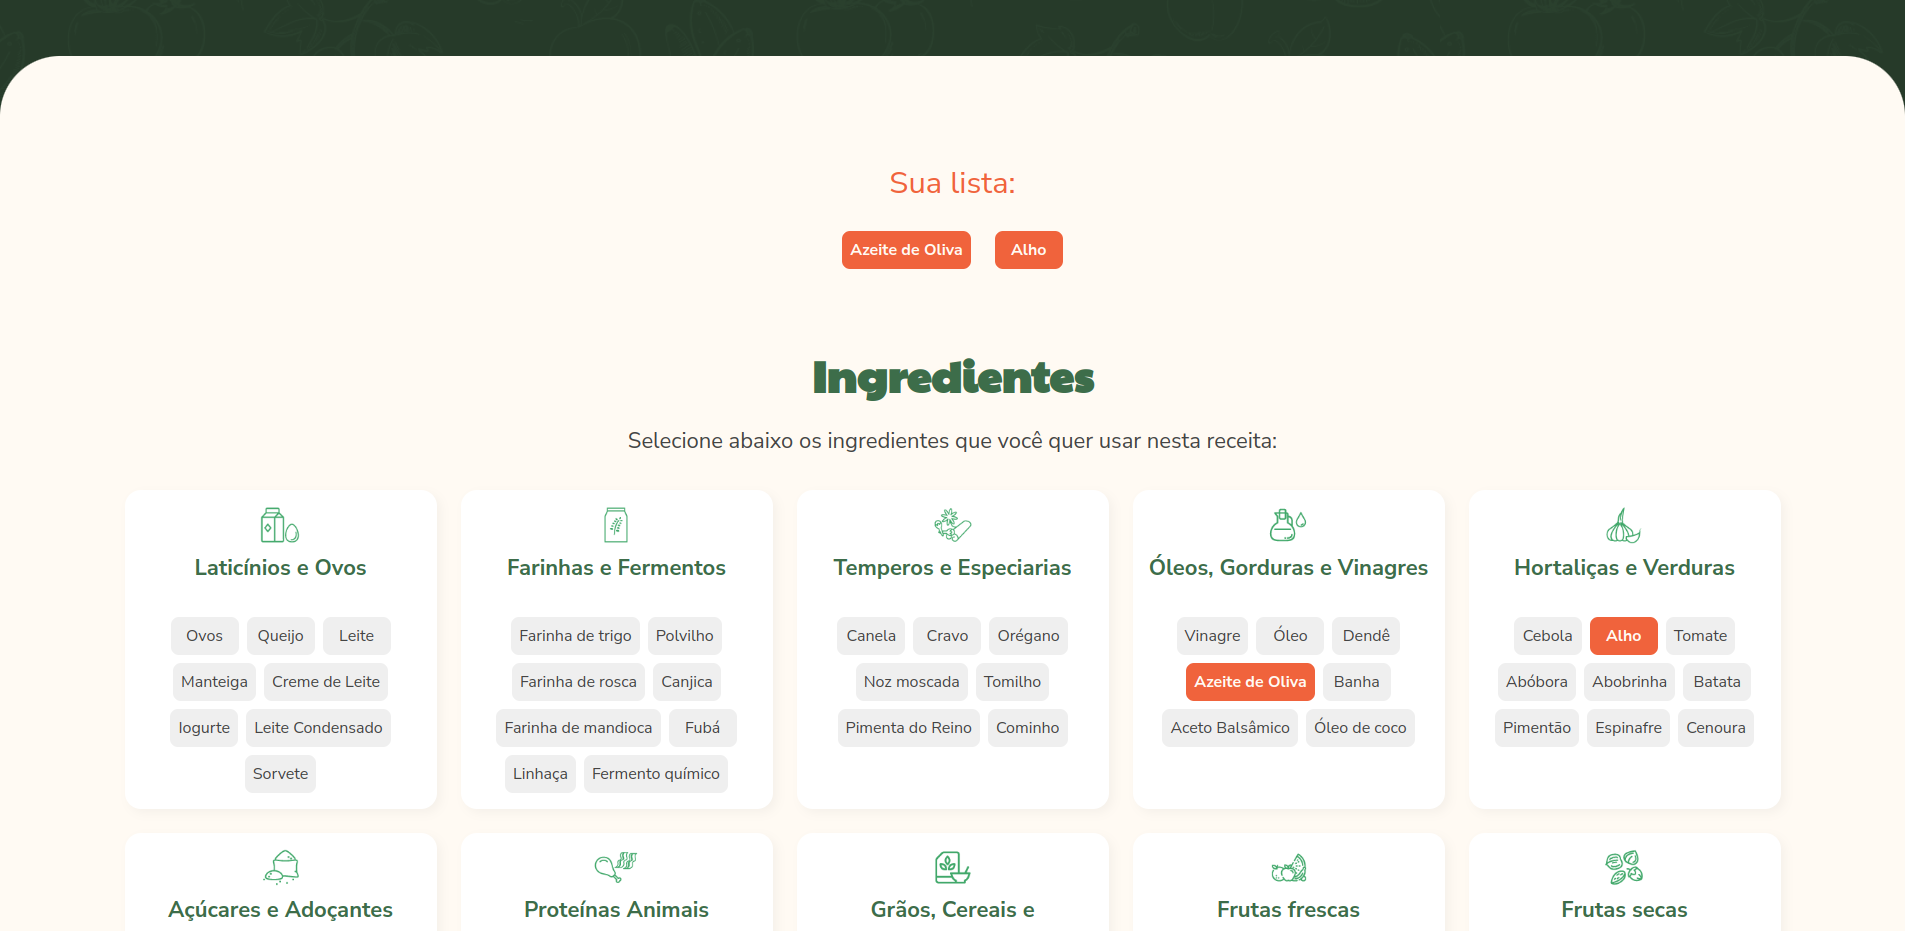 Sua lista:
Azeite de Oliva Alho
Ingredientes
Selecione abaixo os ingredientes que você quer usar nesta receita:
Laticínios e Ovos
Ovos Queijo Leite
Manteiga Creme de Leite
Iogurte Leite Condensado
Sorvete
Farinhas e Fermentos
Farinha de trigo Polvilho
Farinha de rosca Canjica
Farinha de mandioca Fubá
Linhaça Fermento químico
Temperos e Especiarias
Canela Cravo Orégano
Noz moscada Tomilho
Pimenta do Reino Cominho
Óleos, Gorduras e Vinagres
Vinagre Óleo Dendê
Azeite de Oliva Banha
Aceto Balsâmico Óleo de coco
Hortaliças e Verduras
Cebola Alho Tomate
Abóbora Abobrinha Batata
Pimentão Espinafre Cenoura
Açúcares e Adoçantes
Proteínas Animais
Grãos, Cereais e
Frutas frescas
Frutas secas